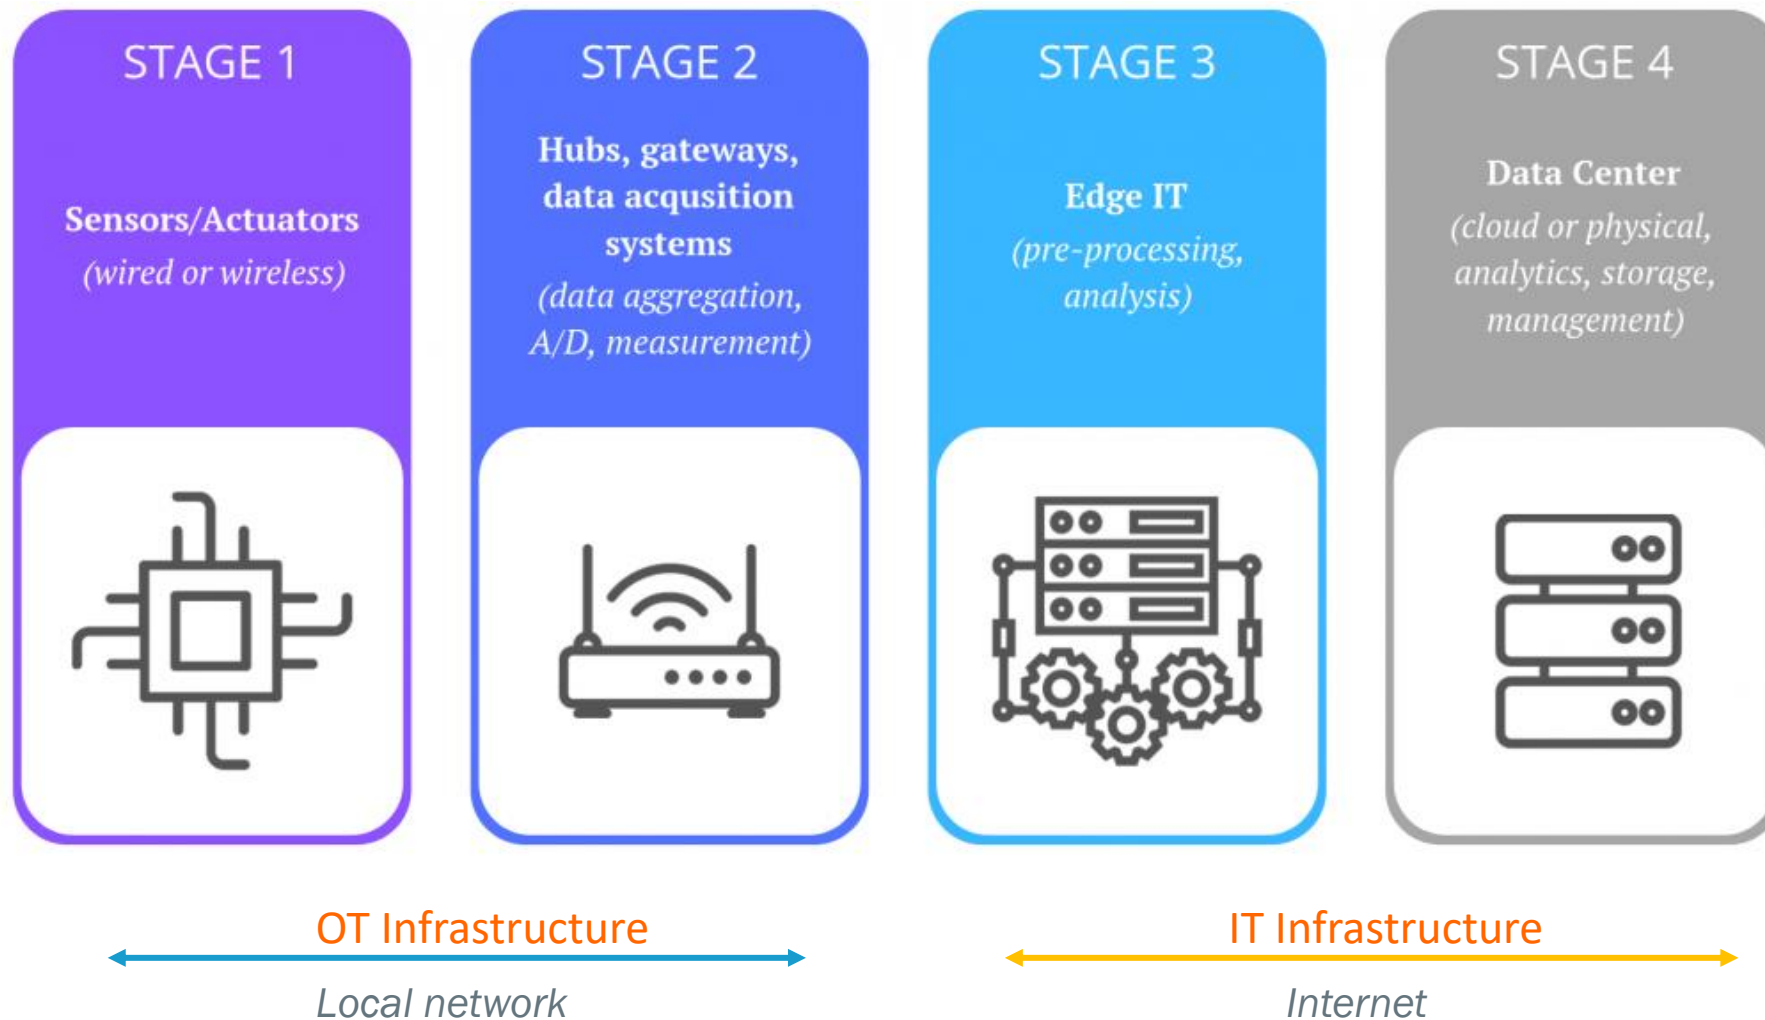 STAGE 1
Sensors/Actuators
(wired or wireless)
STAGE 2
Hubs, gateways,
data acqusition
systems
(data aggregation,
A/D, measurement)
STAGE 3
Edge IT
(pre-processing,
analysis)
STAGE 4
Data Center
(cloud or physical,
analytics, storage,
management)
OT Infrastructure
Local network
IT Infrastructure
Internet